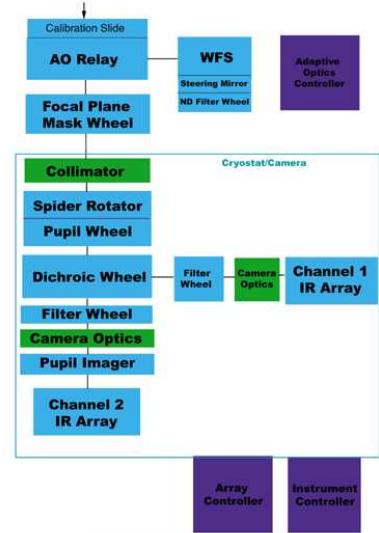 Calibration Slide
AO Relay
WFS
Steering Mirror
ND Filter Wheel
Adaptive
Optics
Controller
Focal Plane
Mask Wheel
Cryostat/Camera
Collimator
Spider Rotator
Pupil Wheel
Dichroic Wheel
Filter
Wheel
Camera
Optics
Channel 1
IR Array
Filter Wheel
Camera Optics
Pupil Imager
Channel 2
IR Array
Array
Controller
Instrument
Controller